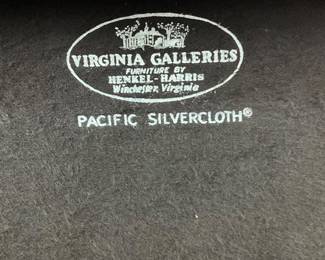 VIRGINIA GALLERIES
FURNITURE BY
HENKEL-HARRIS
Winchester, Virginia
PACIFIC SILVERCLOTH®